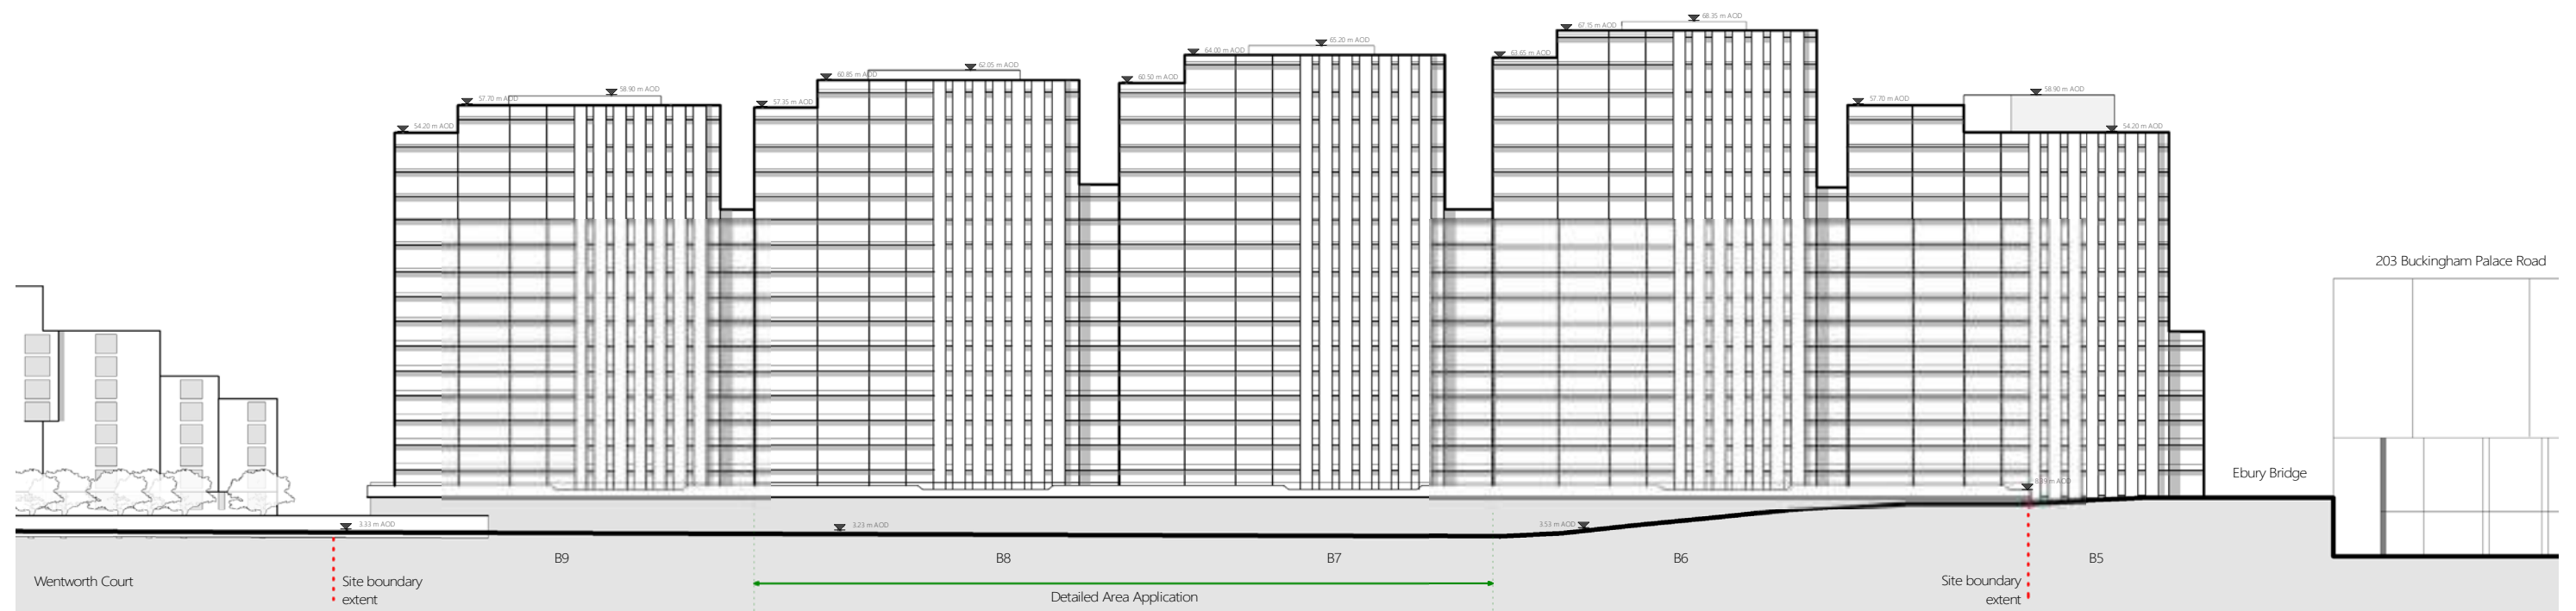 68.35 m AOD
67.15 m AOD
65.20 m AOD
64.00 m AOD
63.65 m AOD
62.05 m AOD
60.85 m AOD
60.50 m AOD
58.90 m AOD
58.90 m AOD
57.70 m AOD
57.35 m AOD
57.70 m AOD
54.20 m AOD
54.20 m AOD
203 Buckingham Palace Road
Ebury Bridge
m AOD
3.33 m AOD
3.23 m AOD
3.53 m AOD
B9
B8
B7
B6
B5
Wentworth Court
Site boundary
extent
Detailed Area Application
Site boundary
extent